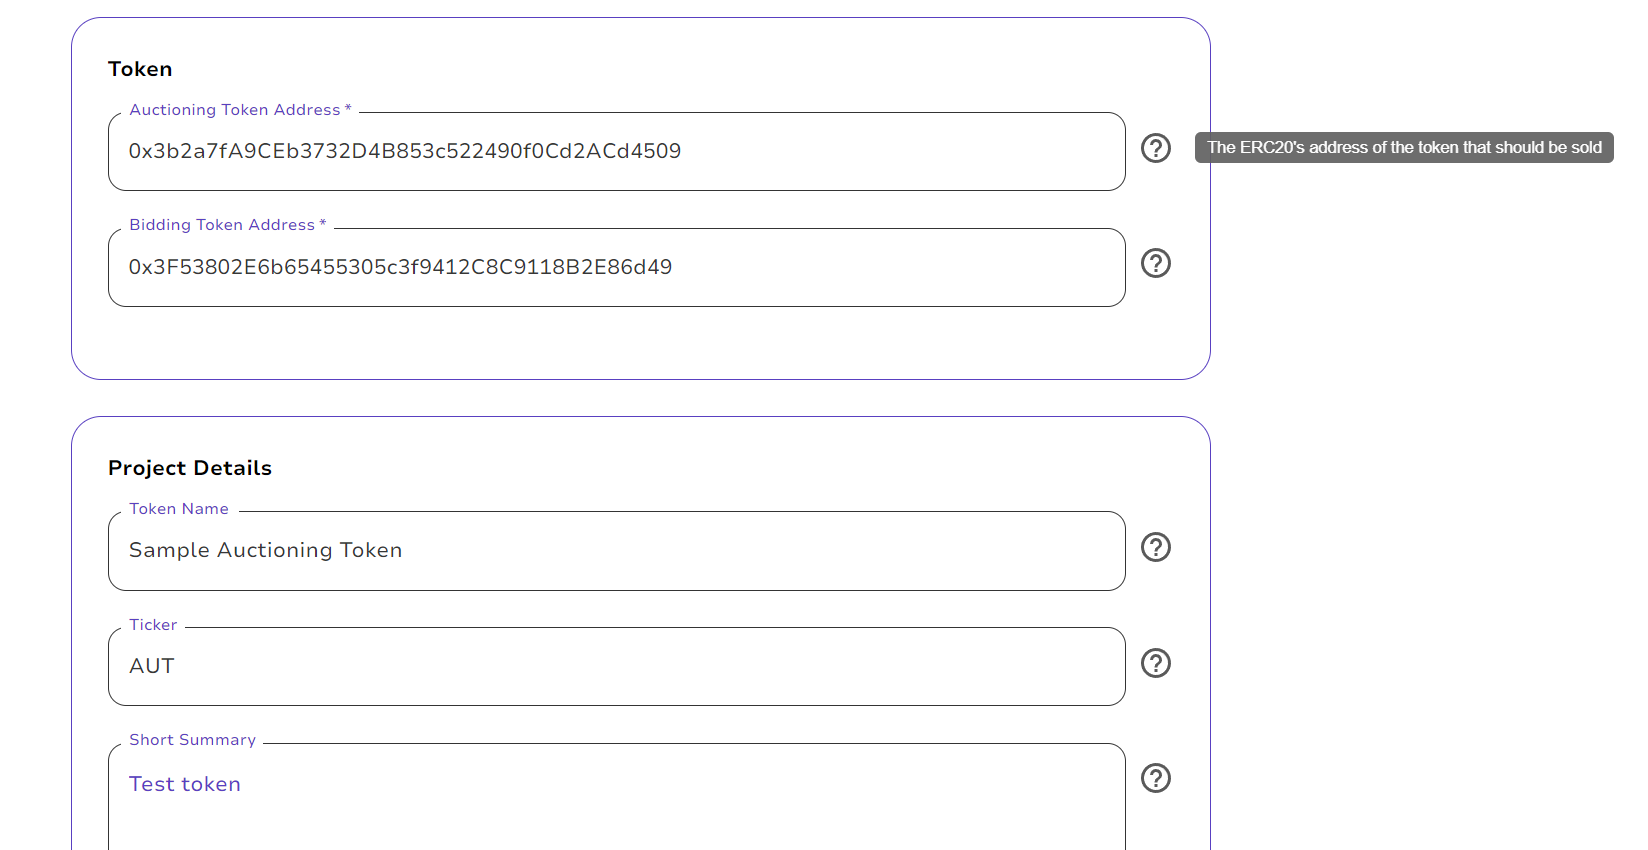 Token
Auctioning Token Address *
0x3b2a7fA9CEb3732D4B853c522490f0Cd2ACd4509
The ERC20's address of the token that should be sold
Bidding Token Address *
0x3F53802E6b65455305c3f9412C8C9118B2E86d49
Project Details
Token Name
Sample Auctioning Token
Ticker
AUT
Short Summary
Test token